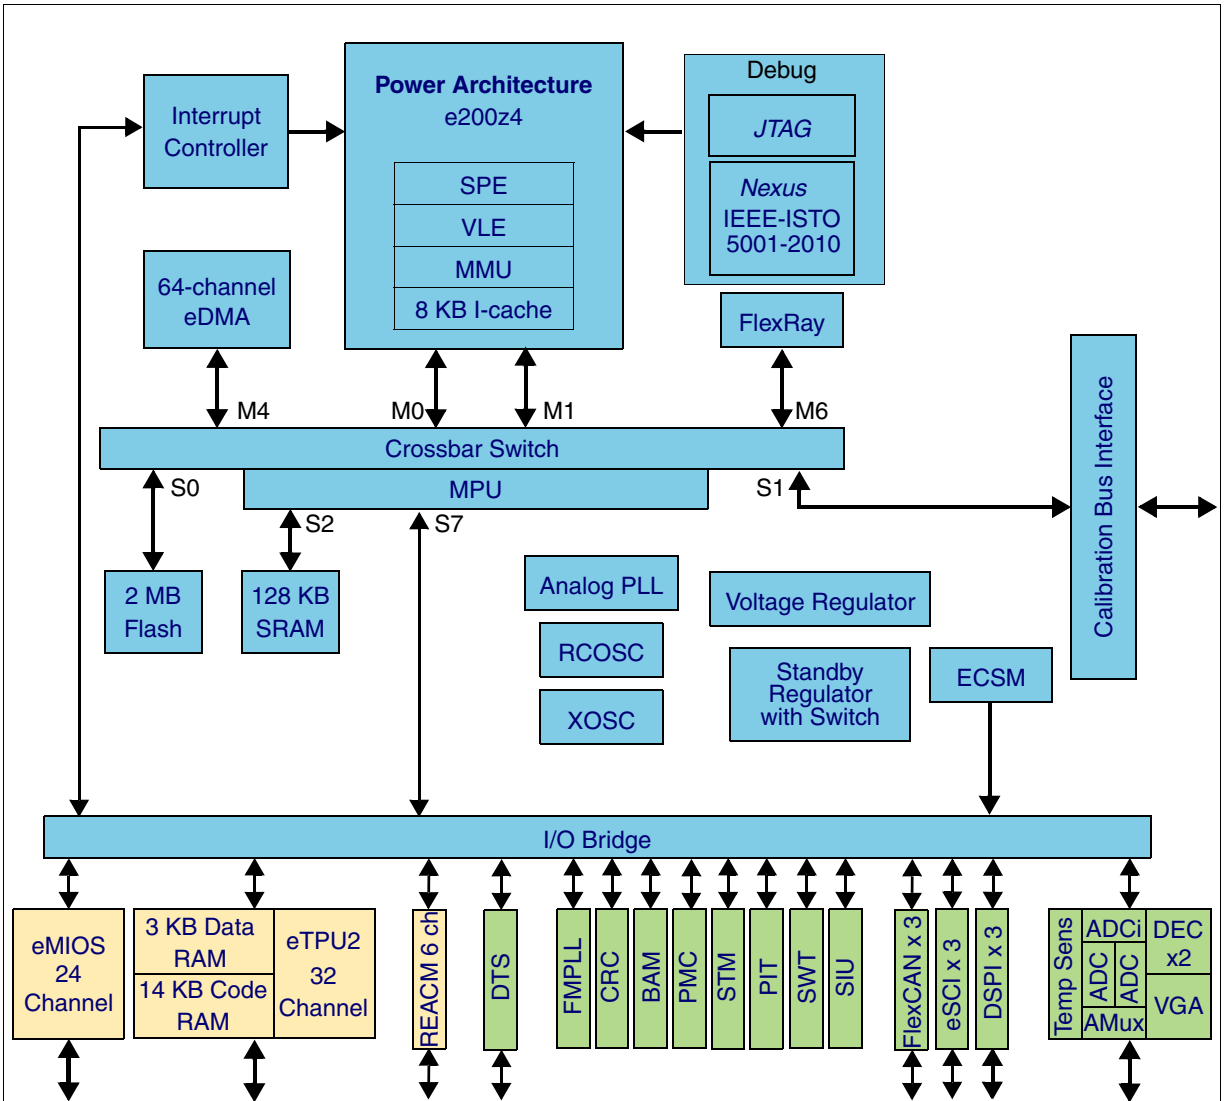 Power Architecture
e200z4
SPE
VLE
MMU
8 KB I-cache
Interrupt
Controller
Debug
JTAG
Nexus
IEEE-ISTO
5001-2010
64-channel
eDMA
FlexRay
M4
M0
M1
M6
Crossbar Switch
MPU
S0
S2
S7
S1
Calibration Bus Interface
2 MB
Flash
128 KB
SRAM
Analog PLL
RCOSC
XOSC
Voltage Regulator
Standby
Regulator
with Switch
ECSM
I/O Bridge
eMIOS
24
Channel
3 KB Data
RAM
14 KB Code
RAM
eTPU2
32
Channel
REACM 6 ch
DTS
FMPLL
CRC
BAM
PMC
STM
PIT
SWT
SIU
FlexCAN x 3
eSCI x 3
DSPI x 3
Temp Sens
ADCi
ADC
ADC
AMux
DEC
x2
VGA